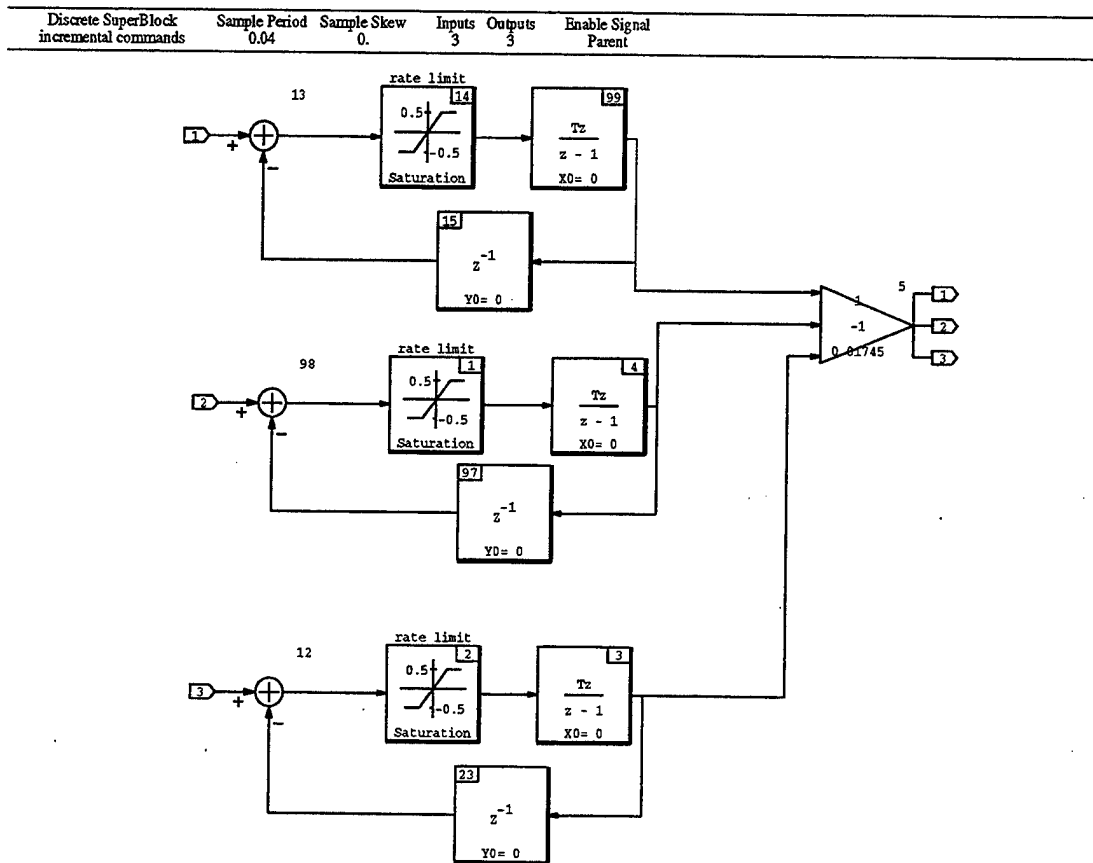 Discrete SuperBlock Sample Period Sample Skew Inputs Outputs Enable Signal
incremental commands 0.04 0. 3 3 Parent
rate limit
13
14
99
0.5
-0.5
Saturation
Tz
z - 1
X0= 0
1
+
-
15
z-1
Y0= 0
5
1
-1
0.01745
1
2
3
rate limit
98
1
4
0.5
-0.5
Saturation
Tz
z - 1
X0= 0
2
+
-
97
z-1
Y0= 0
rate limit
12
2
3
0.5
-0.5
Saturation
Tz
z - 1
X0= 0
3
+
-
23
z-1
Y0= 0